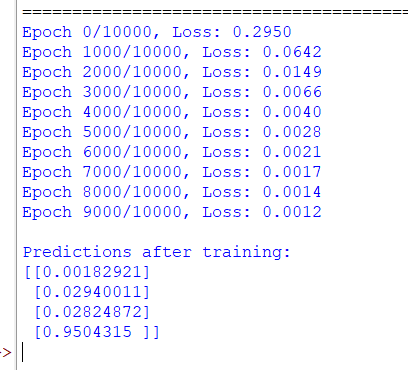 ==========================================
Epoch 0/10000, Loss: 0.2950
Epoch 1000/10000, Loss: 0.0642
Epoch 2000/10000, Loss: 0.0149
Epoch 3000/10000, Loss: 0.0066
Epoch 4000/10000, Loss: 0.0040
Epoch 5000/10000, Loss: 0.0028
Epoch 6000/10000, Loss: 0.0021
Epoch 7000/10000, Loss: 0.0017
Epoch 8000/10000, Loss: 0.0014
Epoch 9000/10000, Loss: 0.0012
Predictions after training:
[[0.00182921]
[0.02940011]
[0.02824872]
[0.9504315 ]]
>